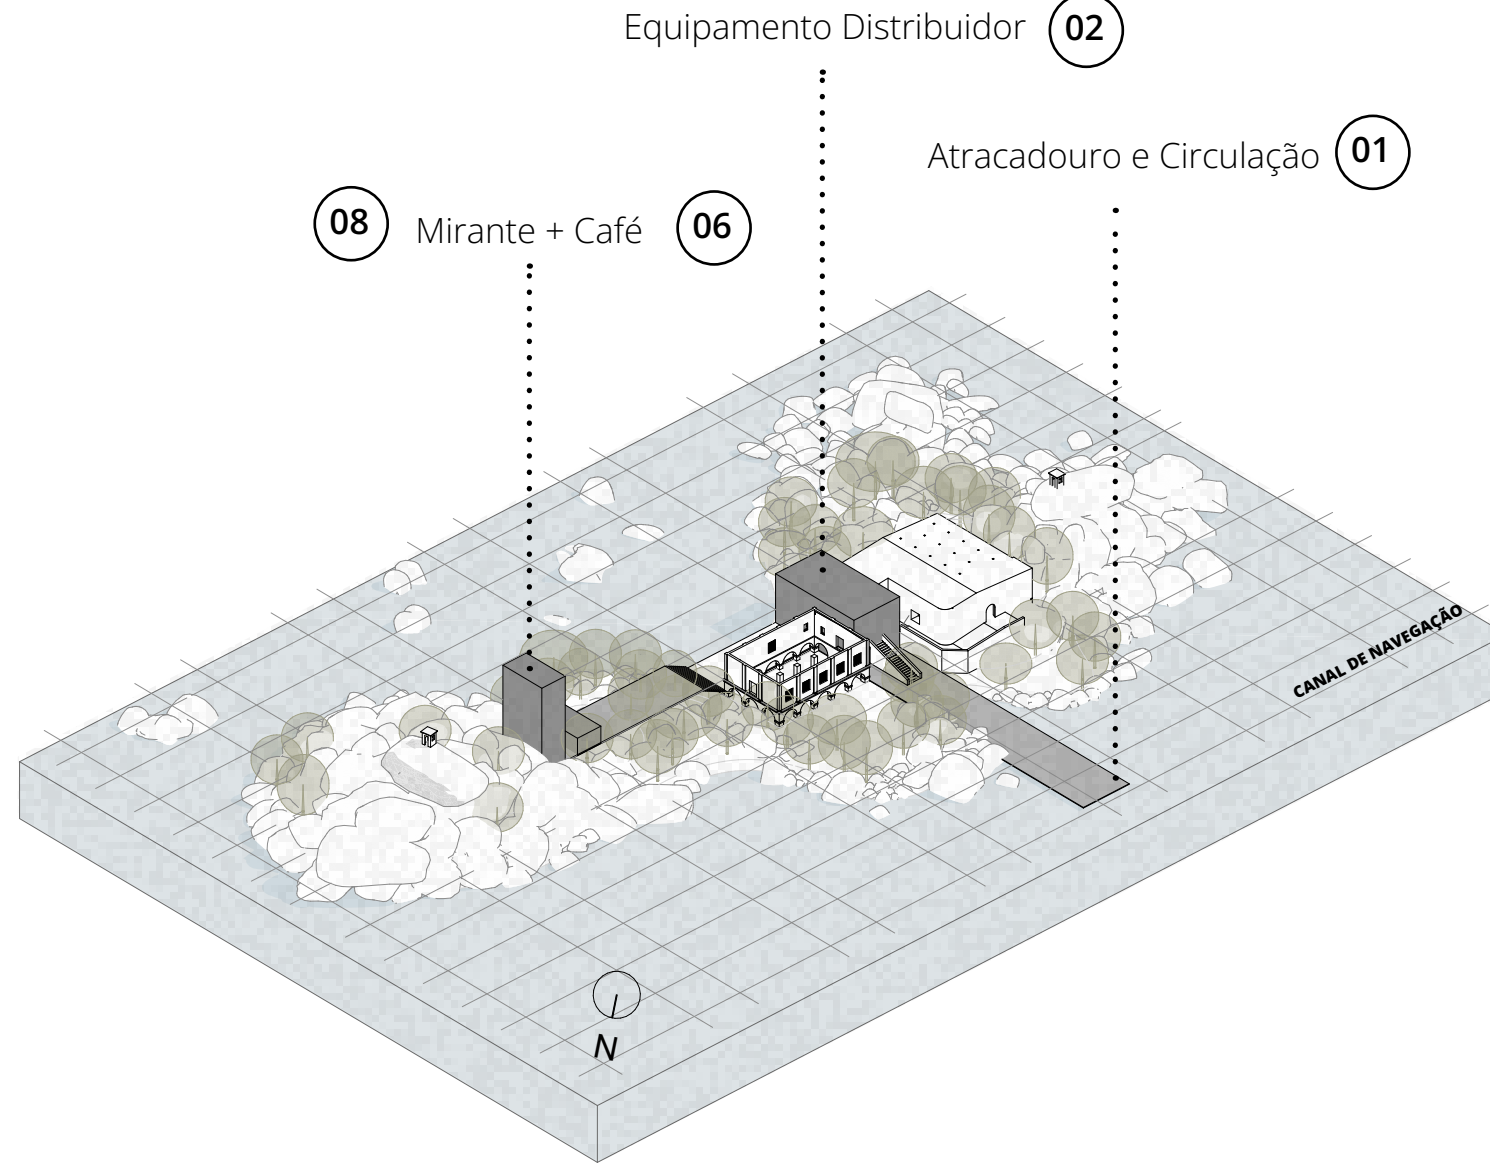 Equipamento Distribuidor 02
Atracadouro e Circulação 01
08 Mirante + Café 06
CANAL DE NAVEGAÇÃO
N